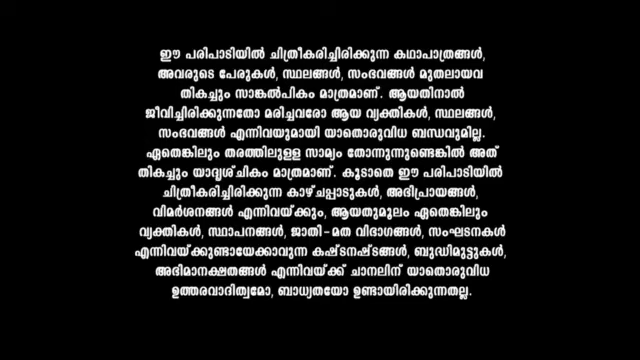 ഈ പരിപാടിയിൽ ചിത്രീകരിച്ചിരിക്കുന്ന കഥാപാത്രങ്ങൾ,
അവരുടെ പേരുകൾ, സ്ഥലങ്ങൾ, സംഭവങ്ങൾ മുതലായവ
തികച്ചും സാങ്കൽപികം മാത്രമാണ്. ആയതിനാൽ
ജീവിച്ചിരിക്കുന്നതോ മരിച്ചവരോ ആയ വ്യക്തികൾ, സ്ഥലങ്ങൾ,
സംഭവങ്ങൾ എന്നിവയുമായി യാതൊരുവിധ ബന്ധവുമില്ല.
ഏതെങ്കിലും തരത്തിലുളള സാമ്യം തോന്നുന്നുണ്ടെങ്കിൽ അത്
തികച്ചും യാദൃശ്ചികം മാത്രമാണ്. കൂടാതെ ഈ പരിപാടിയിൽ
ചിത്രീകരിച്ചിരിക്കുന്ന കാഴ്ചപ്പാടുകൾ, അഭിപ്രായങ്ങൾ,
വിമർശനങ്ങൾ എന്നിവയ്ക്കും, ആയതുമൂലം ഏതെങ്കിലും
വ്യക്തികൾ, സ്ഥാപനങ്ങൾ, ജാതി-മത വിഭാഗങ്ങൾ, സംഘടനകൾ
എന്നിവയ്ക്കുണ്ടായേക്കാവുന്ന കഷ്ടനഷ്ടങ്ങൾ, ബുദ്ധിമുട്ടുകൾ,
അഭിമാനക്ഷതങ്ങൾ എന്നിവയ്ക്ക് ചാനലിന് യാതൊരുവിധ
ഉത്തരവാദിത്വമോ, ബാധ്യതയോ ഉണ്ടായിരിക്കുന്നതല്ല.